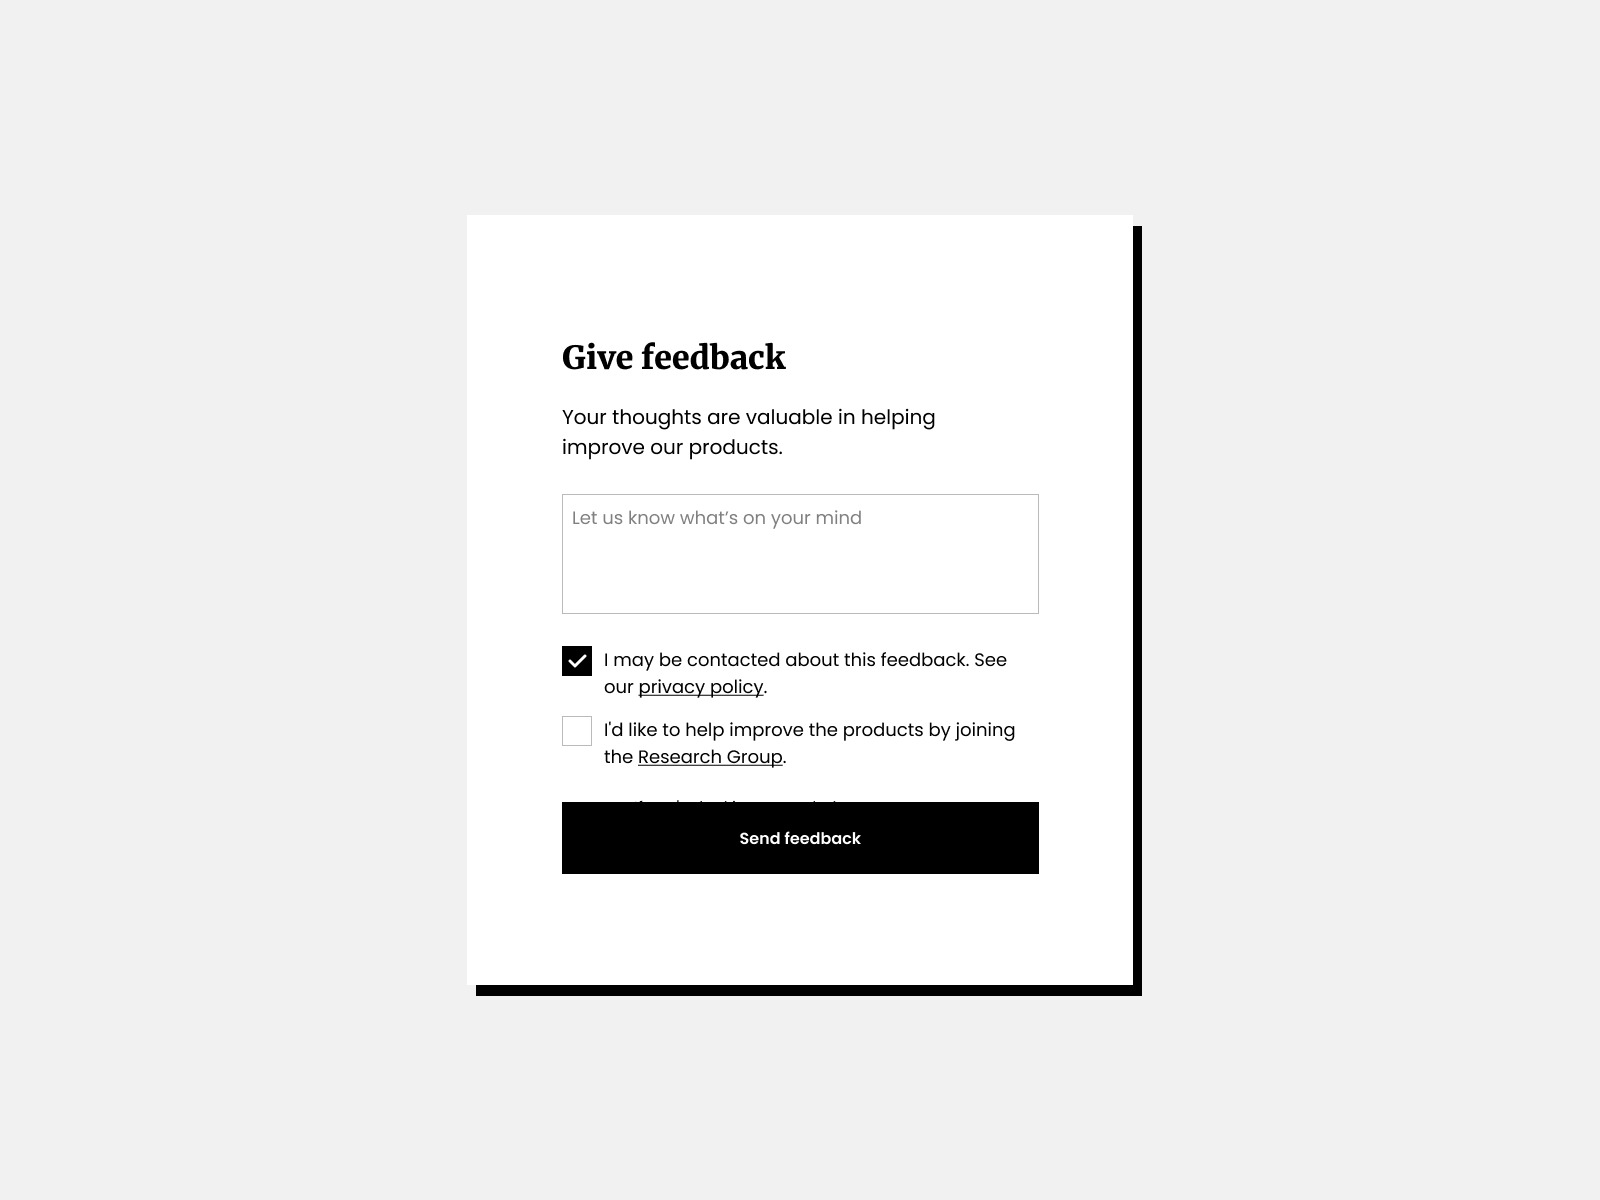 Give feedback
Your thoughts are valuable in helping
improve our products.
Let us know what’s on your mind
I may be contacted about this feedback. See
our privacy policy.
I'd like to help improve the products by joining
the Research Group.
Send feedback